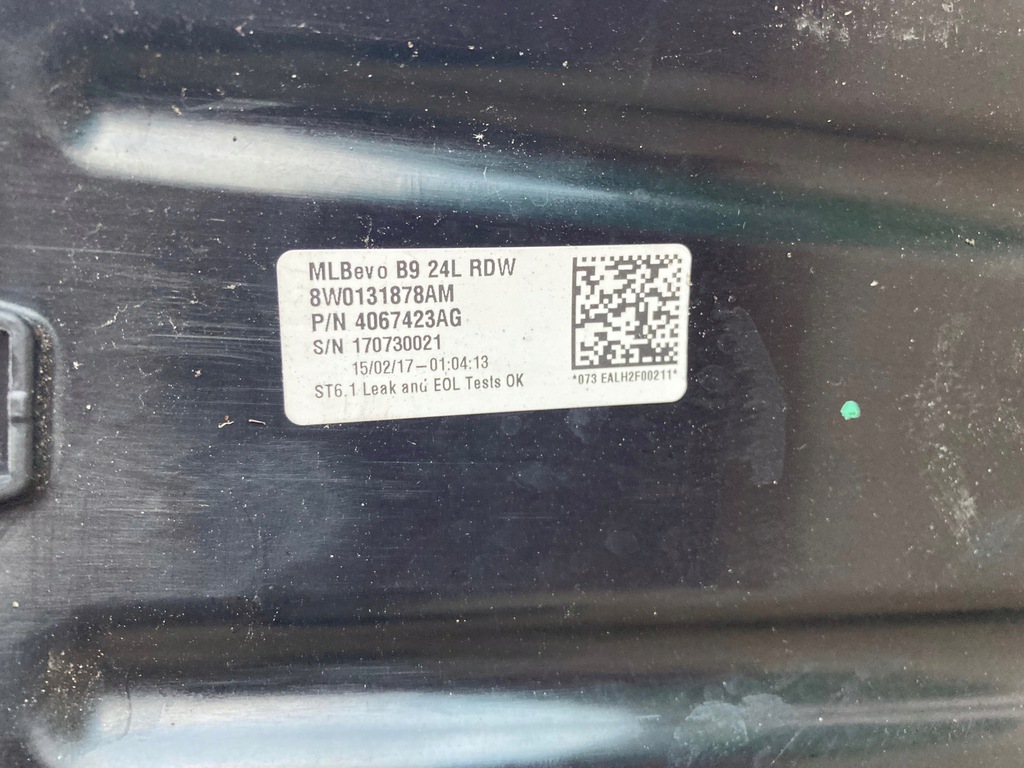 MLBevo B9 24L RDW
8W0131878AM
P/N 4067423AG
S/N 170730021
15/02/17-01:04:13
ST6.1 Leak and EOL Tests OK
*073 EALH2F00211*